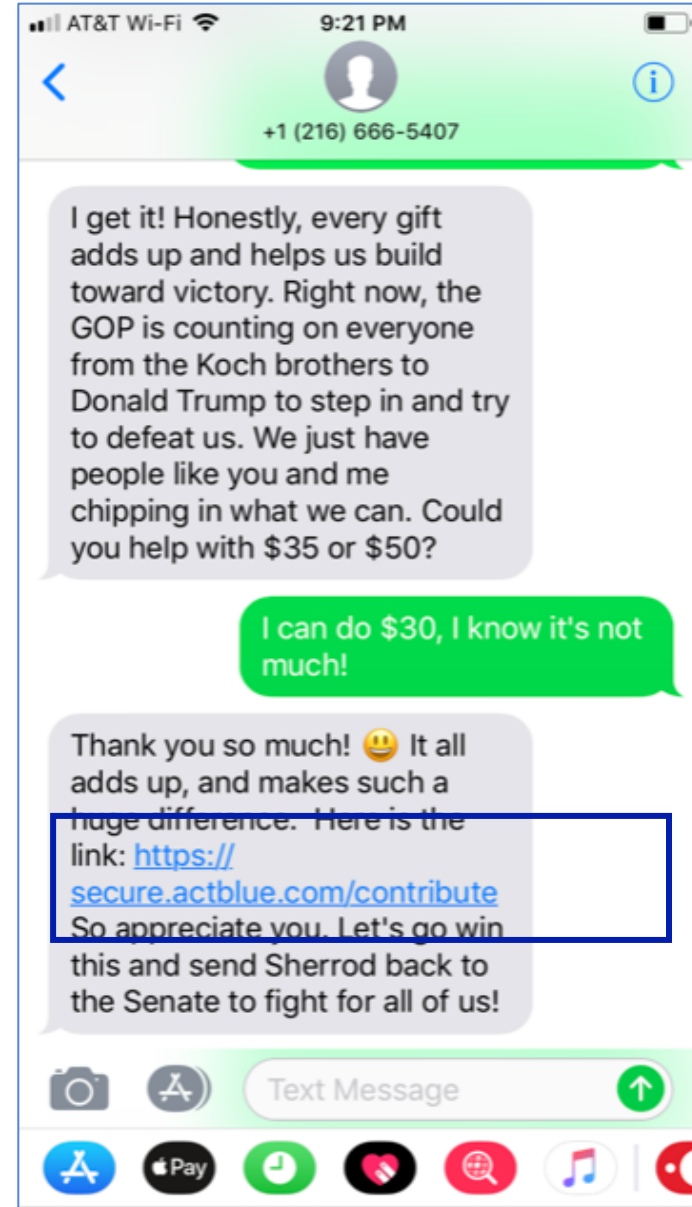 AT&T Wi-Fi 9:21 PM
+1 (216) 666-5407
I get it! Honestly, every gift
adds up and helps us build
toward victory. Right now, the
GOP is counting on everyone
from the Koch brothers to
Donald Trump to step in and try
to defeat us. We just have
people like you and me
chipping in what we can. Could
you help with $35 or $50?
I can do $30, I know it's not
much!
Thank you so much! 😃 It all
adds up, and makes such a
huge difference. Here is the
link: https://
secure.actblue.com/contribute
So appreciate you. Let's go win
this and send Sherrod back to
the Senate to fight for all of us!
Text Message
Pay